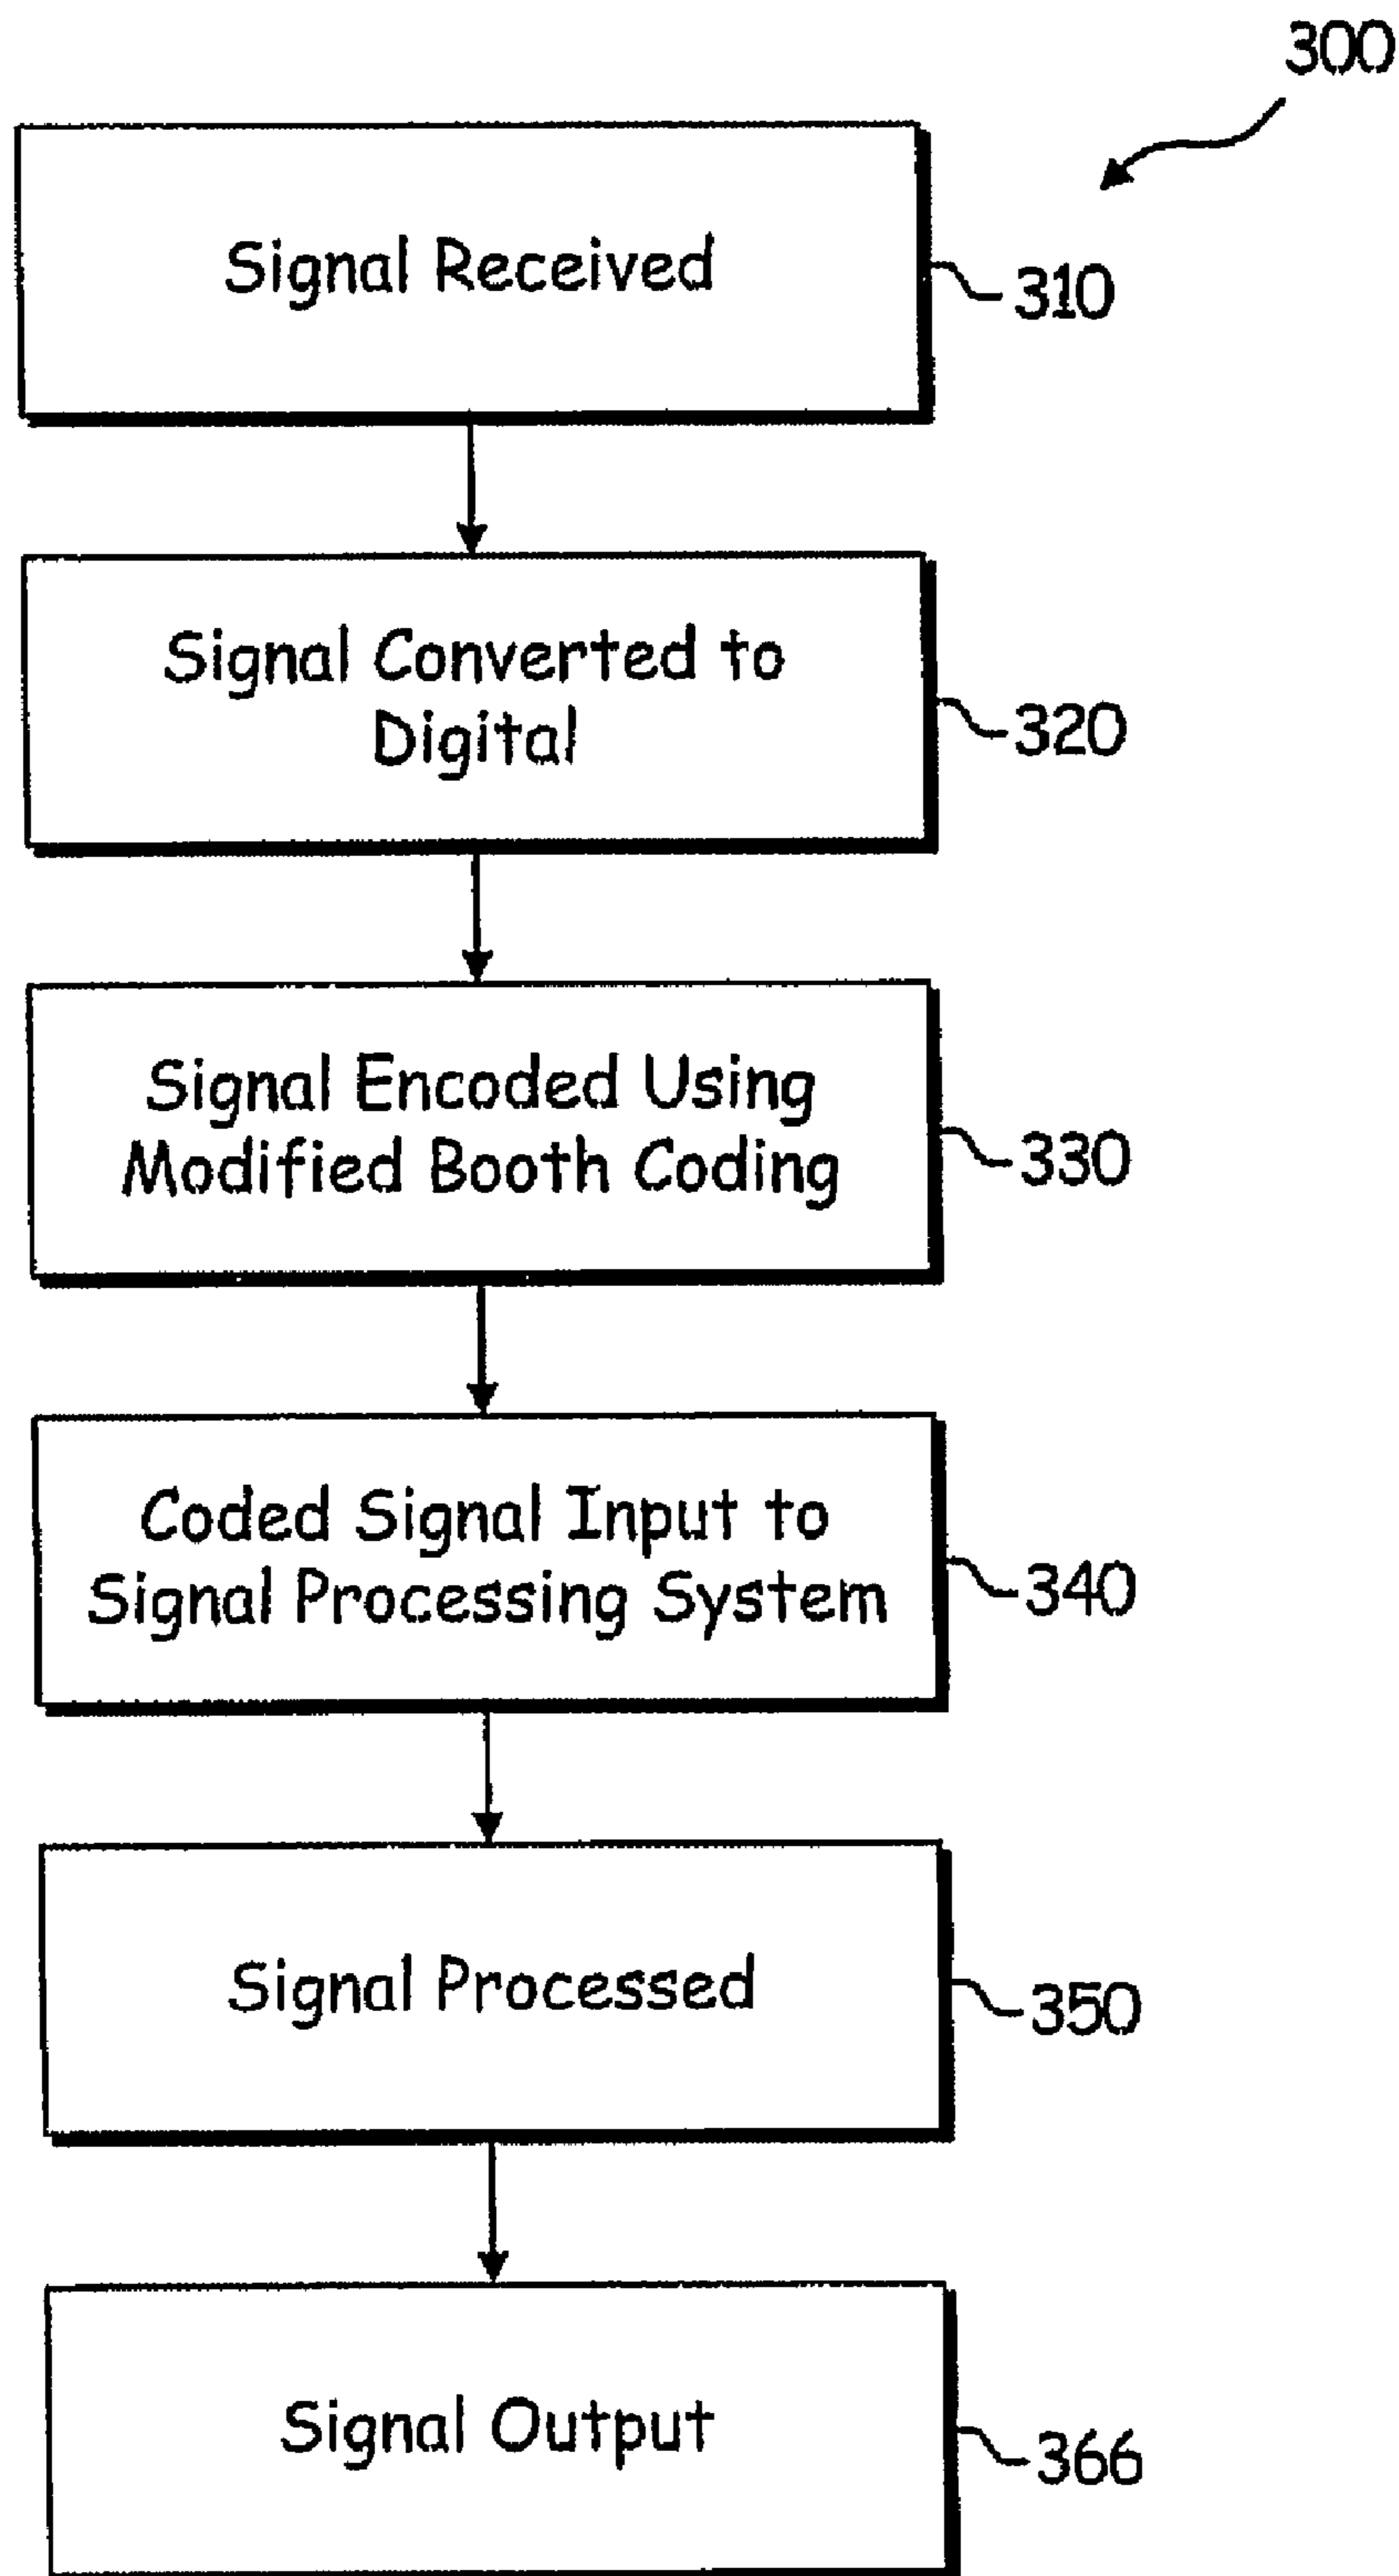 300
Signal Received
310
Signal Converted to
Digital
320
Signal Encoded Using
Modified Booth Coding
330
Coded Signal Input to
Signal Processing System
340
Signal Processed
350
Signal Output
366